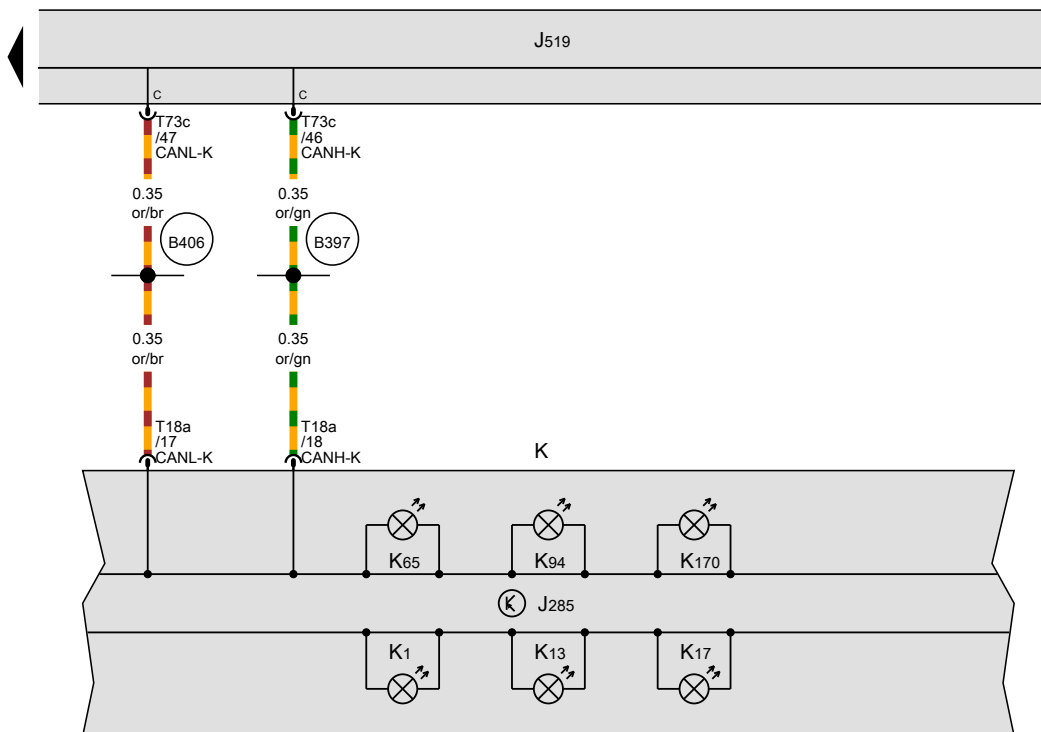 J519
c
c
T73c
/47
CANL-K
T73c
/46
CANH-K
0.35
or/br
0.35
or/gn
B406
B397
0.35
or/br
0.35
or/gn
T18a
/17
CANL-K
T18a
/18
CANH-K
K
K65
K94
K170
J285
K1
K13
K17